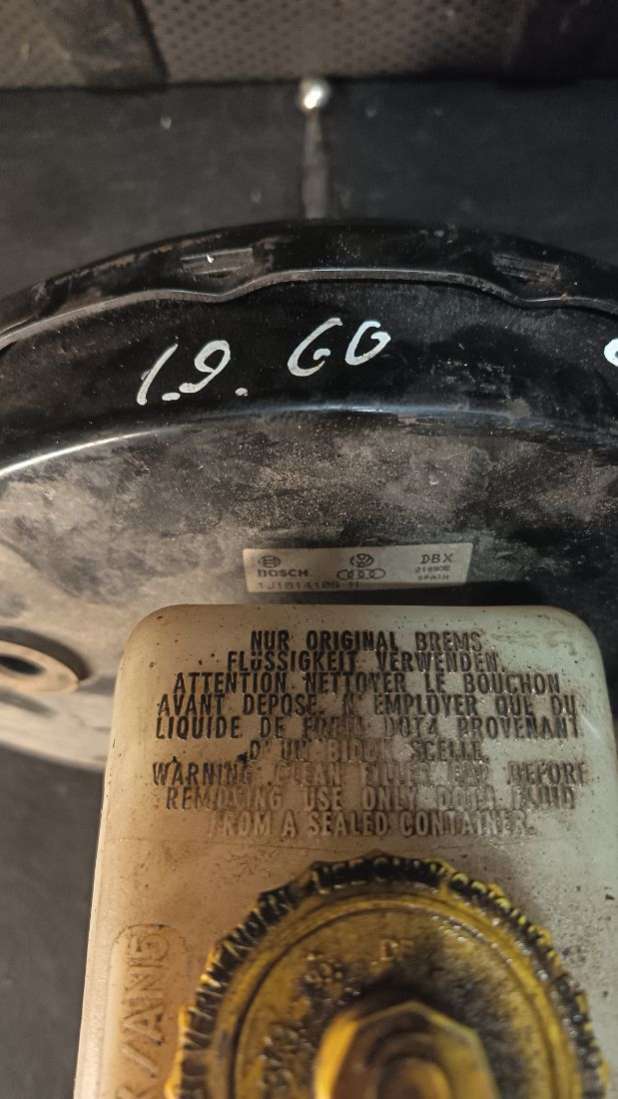 1.9. GG
BOSCH DBX
SPAIN
NUR ORIGINAL BREMS
FLÜSSIGKEIT VERWENDEN.
ATTENTION NETTOYER LE BOUCHON
AVANT DEPOSE. N' EMPLOYER QUE DU
LIQUIDE DE FREIN DOT4 PROVENANT
D' UN BIDON SCELLE.
WARNING CLEAN FILLER CAP BEFORE
REMOVING USE ONLY DOT4 FLUID
FROM A SEALED CONTAINER.